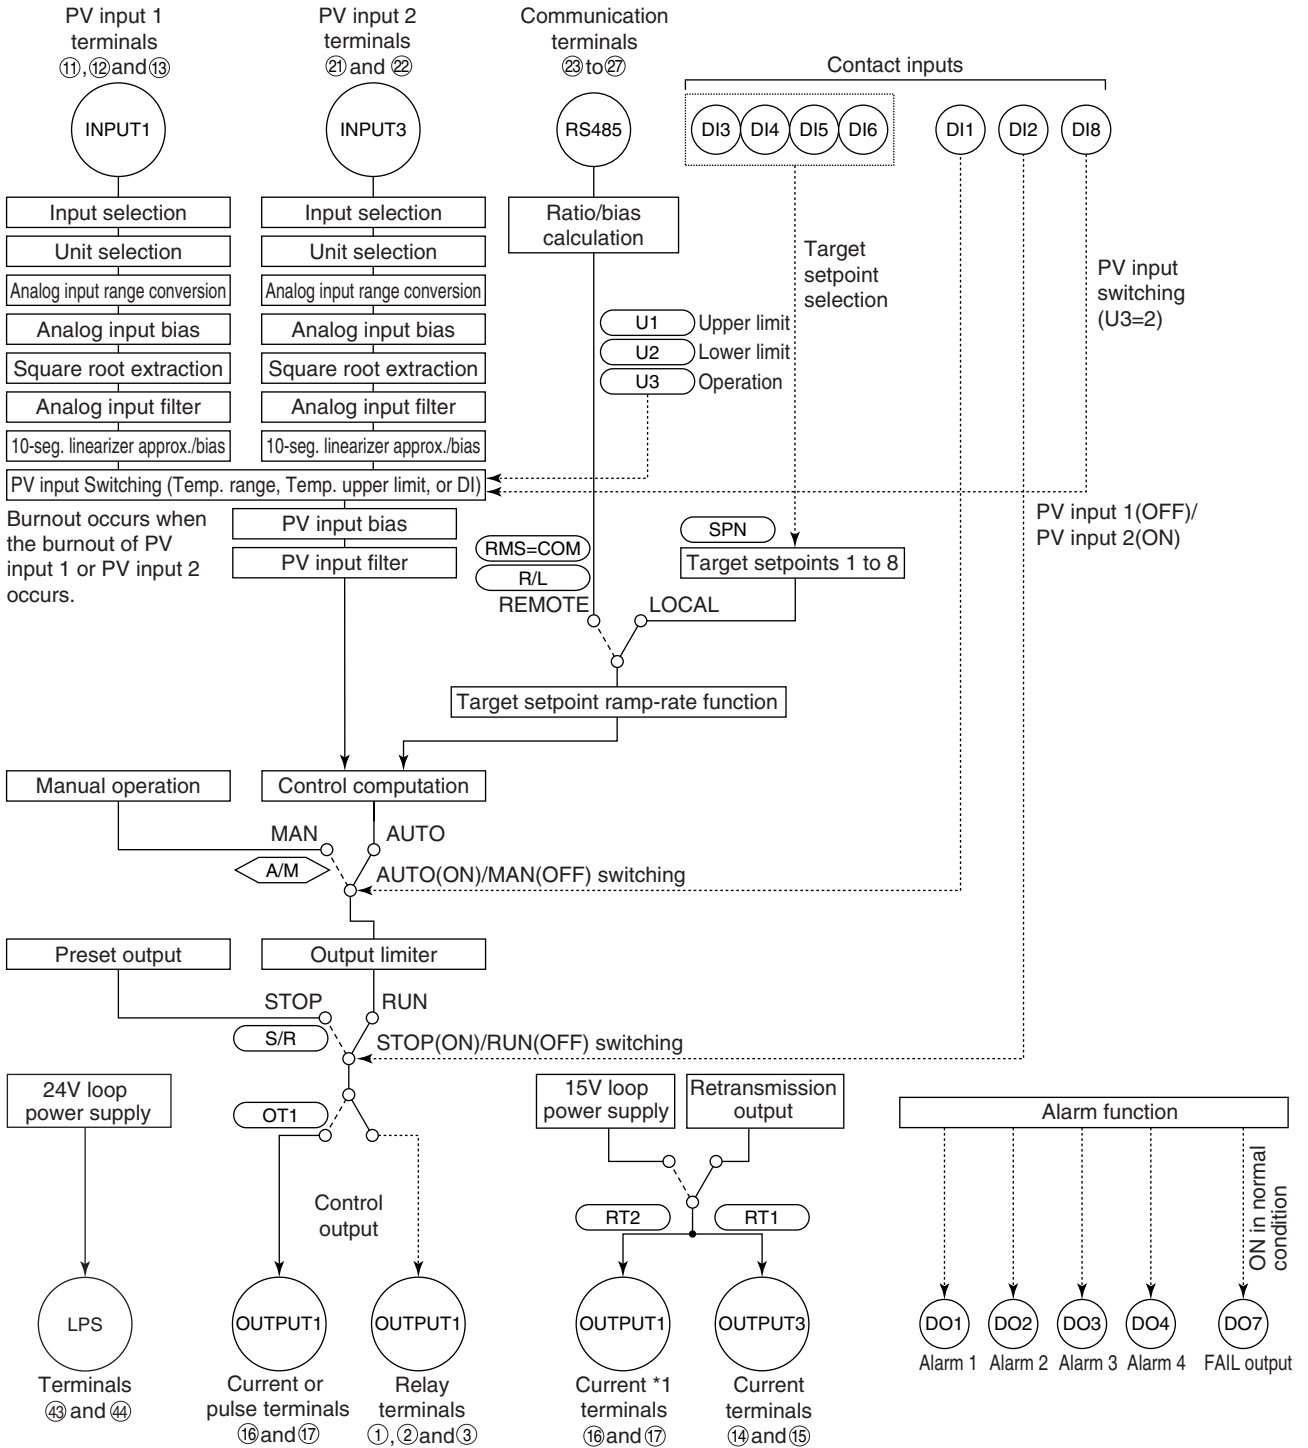 PV input 1
terminals
⑪,⑫and⑬
PV input 2
terminals
㉑ and ㉒
Communication
terminals
㉓to㉗
Contact inputs
INPUT1
INPUT3
RS485
DI3
DI4
DI5
DI6
DI1
DI2
DI8
Input selection
Unit selection
Analog input range conversion
Analog input bias
Square root extraction
Analog input filter
10-seg. linearizer approx./bias
Input selection
Unit selection
Analog input range conversion
Analog input bias
Square root extraction
Analog input filter
10-seg. linearizer approx./bias
Ratio/bias
calculation
Target
setpoint
selection
PV input
switching
(U3=2)
U1 Upper limit
U2 Lower limit
U3 Operation
PV input Switching (Temp. range, Temp. upper limit, or DI)
Burnout occurs when
the burnout of PV
input 1 or PV input 2
occurs.
PV input bias
PV input filter
PV input 1(OFF)/
PV input 2(ON)
SPN
Target setpoints 1 to 8
RMS=COM
R/L
REMOTE
LOCAL
Target setpoint ramp-rate function
Manual operation
Control computation
MAN
AUTO
A/M
AUTO(ON)/MAN(OFF) switching
Preset output
Output limiter
STOP
RUN
S/R
STOP(ON)/RUN(OFF) switching
24V loop
power supply
OT1
15V loop
power supply
Retransmission
output
Alarm function
Control
output
RT2
RT1
ON in normal
condition
LPS
OUTPUT1
OUTPUT1
OUTPUT1
OUTPUT3
DO1
DO2
DO3
DO4
DO7
Alarm 1
Alarm 2
Alarm 3
Alarm 4
FAIL output
Terminals
㊸ and ㊹
Current or
pulse terminals
⑯and⑰
Relay
terminals
①,②and③
Current *1
terminals
⑯and⑰
Current
terminals
⑭and⑮